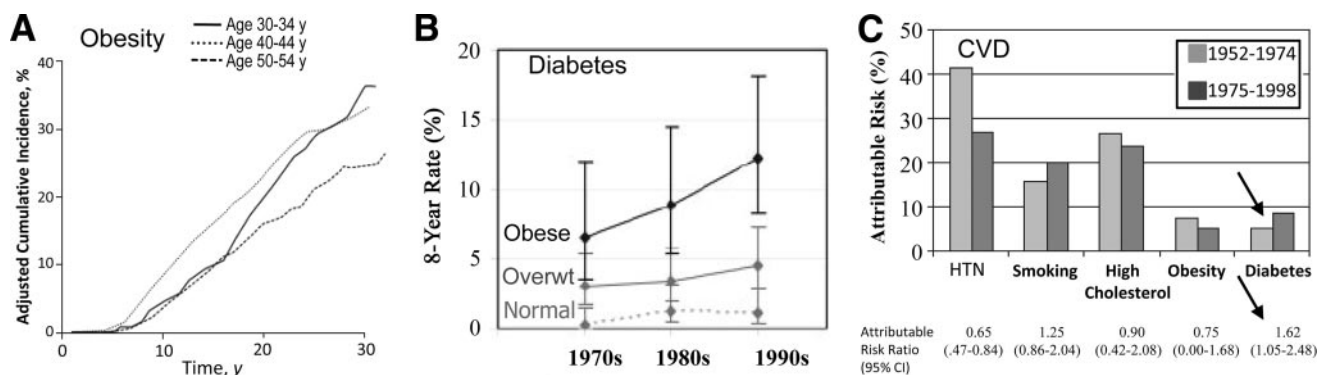 A
Obesity
Age 30-34 y
Age 40-44 y
Age 50-54 y
Adjusted Cumulative Incidence, %
40
30
20
10
0
0
10
20
30
Time, y
B
Diabetes
20
15
10
5
0
8-Year Rate (%)
Obese
Overwt
Normal
1970s 1980s 1990s
C
CVD
1952-1974
1975-1998
Attributable Risk (%)
50
40
30
20
10
0
HTN Smoking High Cholesterol Obesity Diabetes
Attributable 0.65 1.25 0.90 0.75 1.62
Risk Ratio (.47-0.84) (0.86-2.04) (0.42-2.08) (0.00-1.68) (1.05-2.48)
(95% CI)